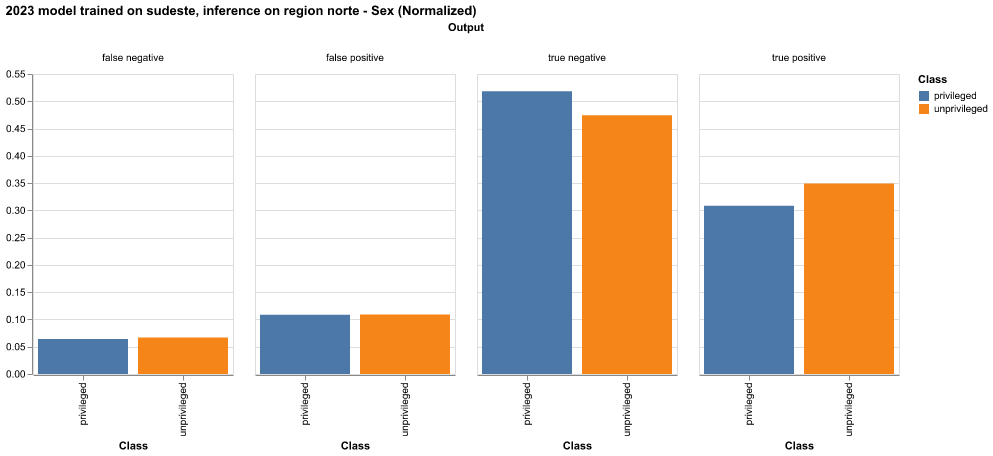 2023 model trained on sudeste, inference on region norte - Sex (Normalized)
Output
false negative
false positive
true negative
true positive
Class
privileged
unprivileged
0.55
0.50
0.45
0.40
0.35
0.30
0.25
0.20
0.15
0.10
0.05
0.00
privileged
unprivileged
privileged
unprivileged
privileged
unprivileged
privileged
unprivileged
Class
Class
Class
Class